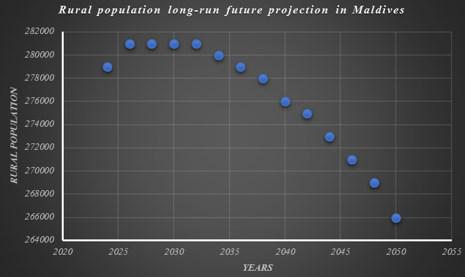 Rural population long-run future projection in Maldives
282000
280000
278000
276000
274000
272000
270000
268000
266000
264000
RURAL POPULATION
2020 2025 2030 2035 2040 2045 2050 2055
YEARS